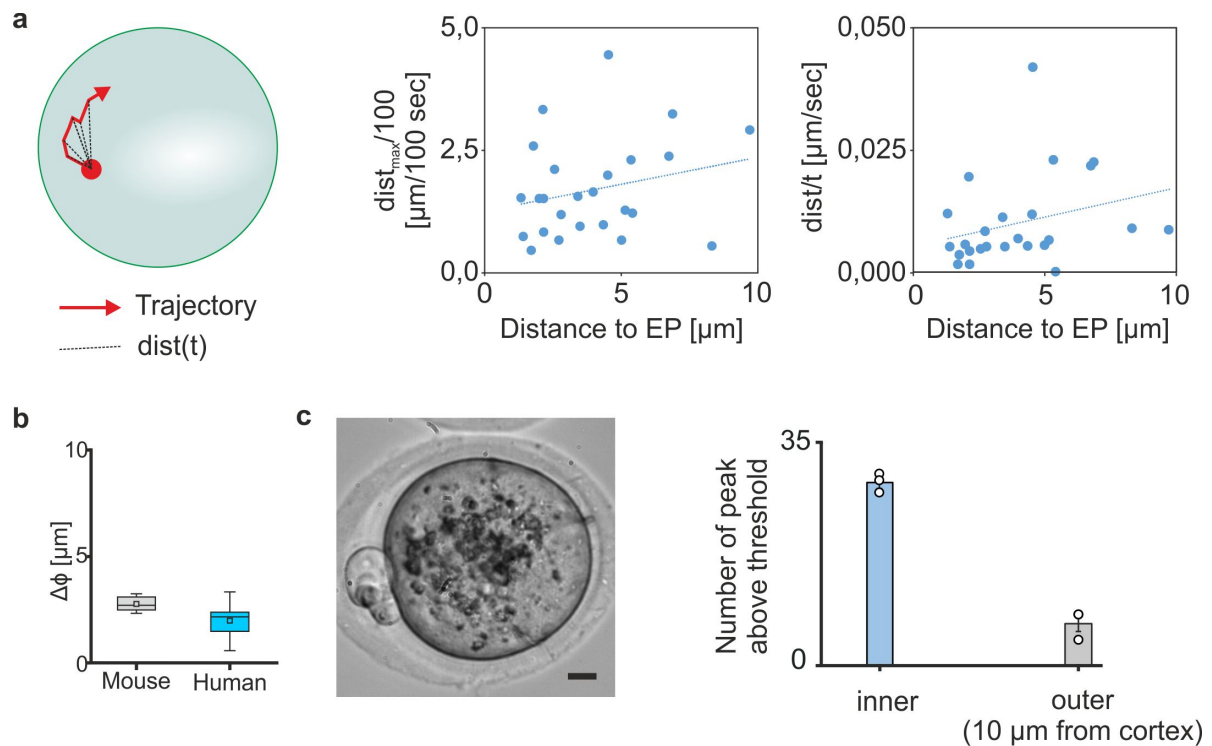 a
Trajectory
dist(t)
dist_max/100
[µm/100 sec]
5,0
2,5
0,0
0
5
10
Distance to EP [µm]
dist/t [µm/sec]
0,050
0,025
0,000
0
5
10
Distance to EP [µm]
b
Δϕ [µm]
10
5
0
Mouse
Human
c
Number of peak
above threshold
35
0
inner
outer
(10 µm from cortex)